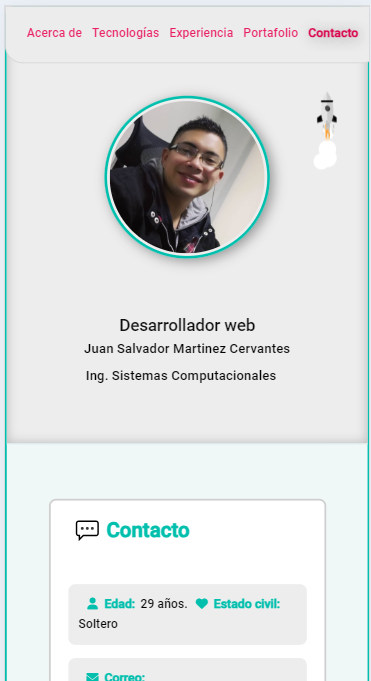 Acerca de Tecnologías Experiencia Portafolio Contacto
Desarrollador web
Juan Salvador Martinez Cervantes
Ing. Sistemas Computacionales
Contacto
Edad: 29 años. Estado civil:
Soltero
Correo: